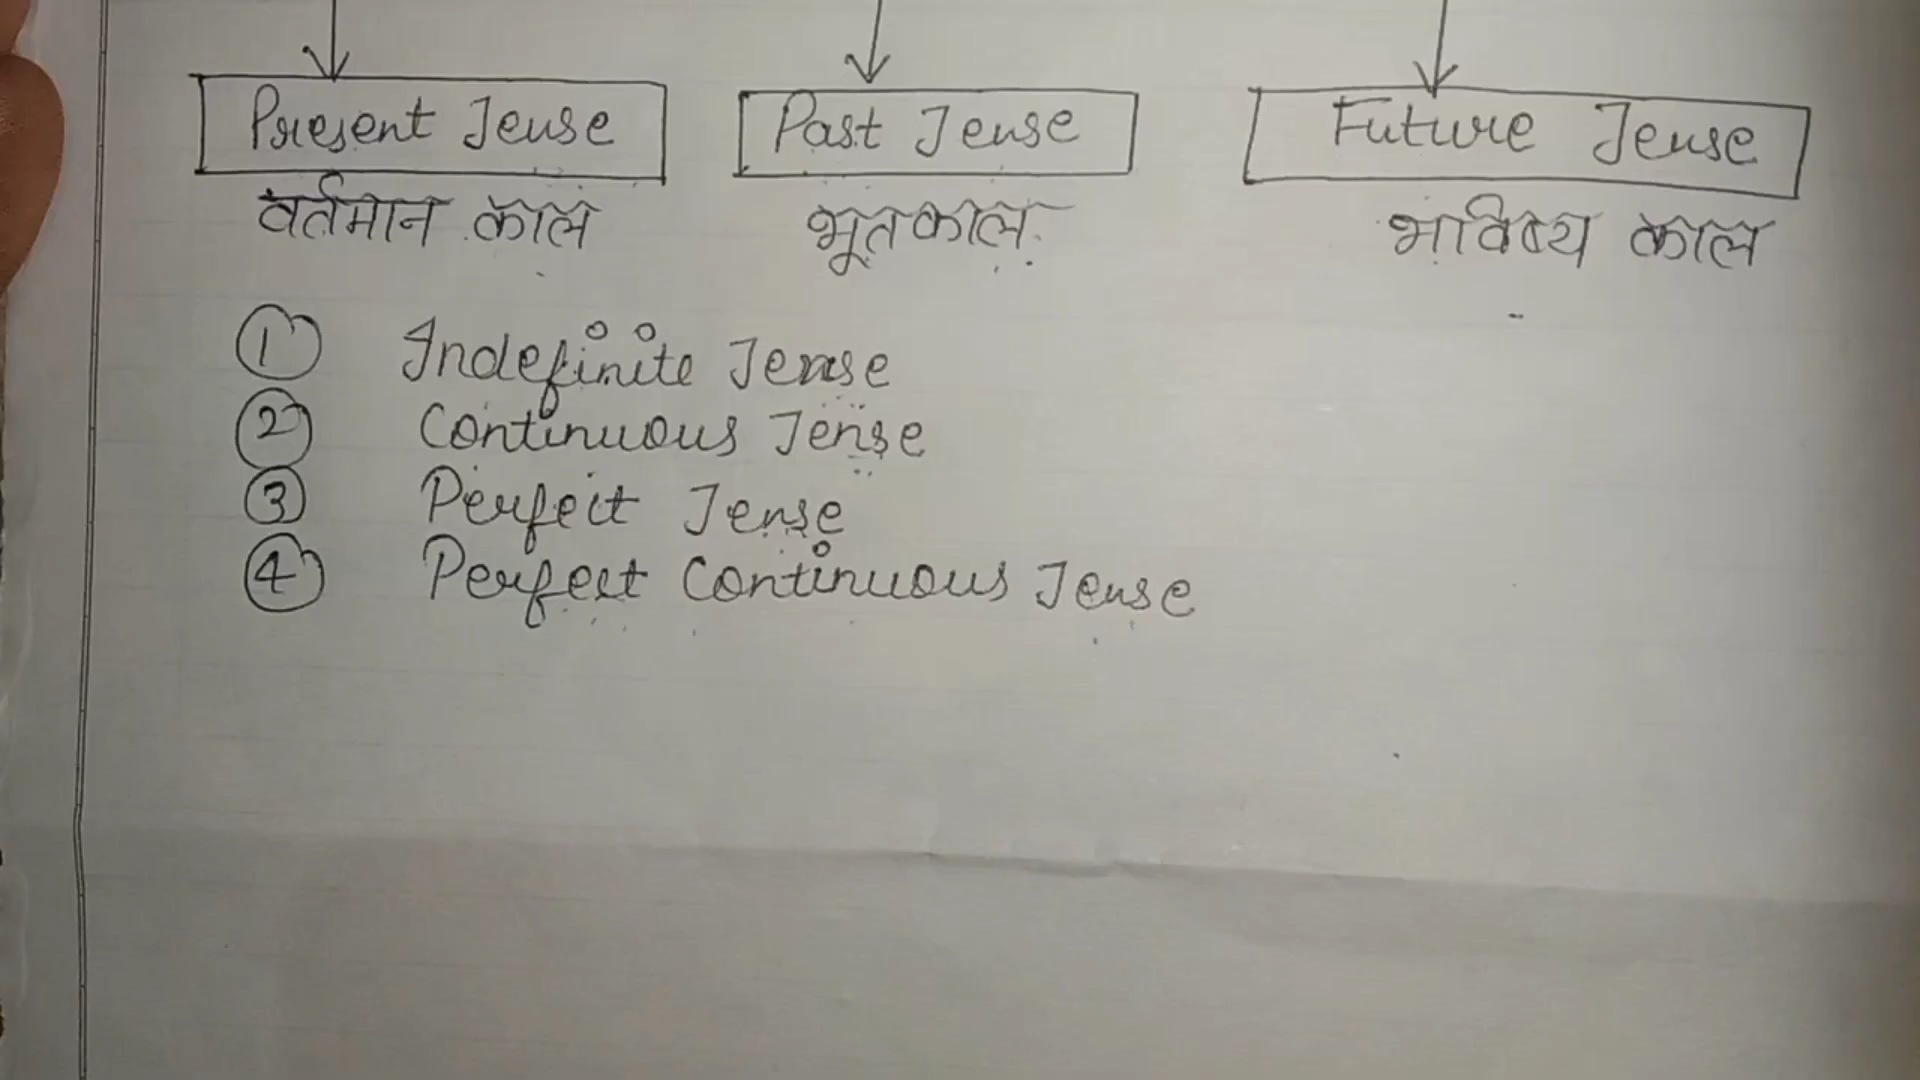 Present Tense Past Tense Future Tense
वर्तमान काल भूतकाल भविष्य काल
1 Indefinite Tense
2 Continuous Tense
3 Perfect Tense
4 Perfect Continuous Tense